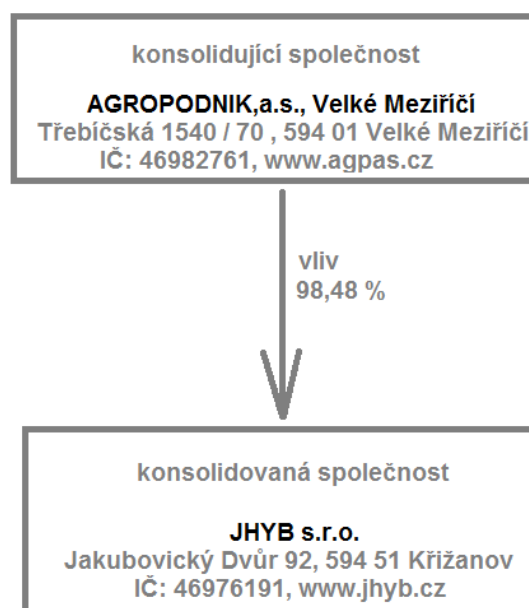 konsolidující společnost
AGROPODNIK,a.s., Velké Meziříčí
Třebíčská 1540 / 70 , 594 01 Velké Meziříčí
IČ: 46982761, www.agpas.cz
vliv
98,48 %
konsolidovaná společnost
JHYB s.r.o.
Jakubovický Dvůr 92, 594 51 Křižanov
IČ: 46976191, www.jhyb.cz